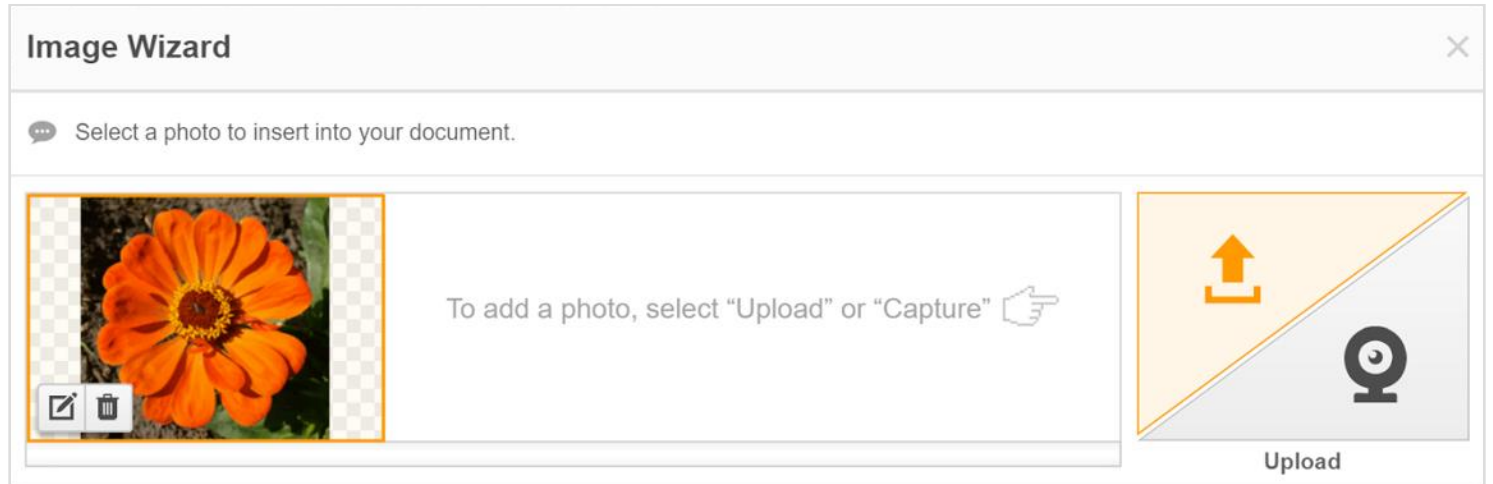 Image Wizard
Select a photo to insert into your document.
To add a photo, select “Upload” or “Capture”
Upload